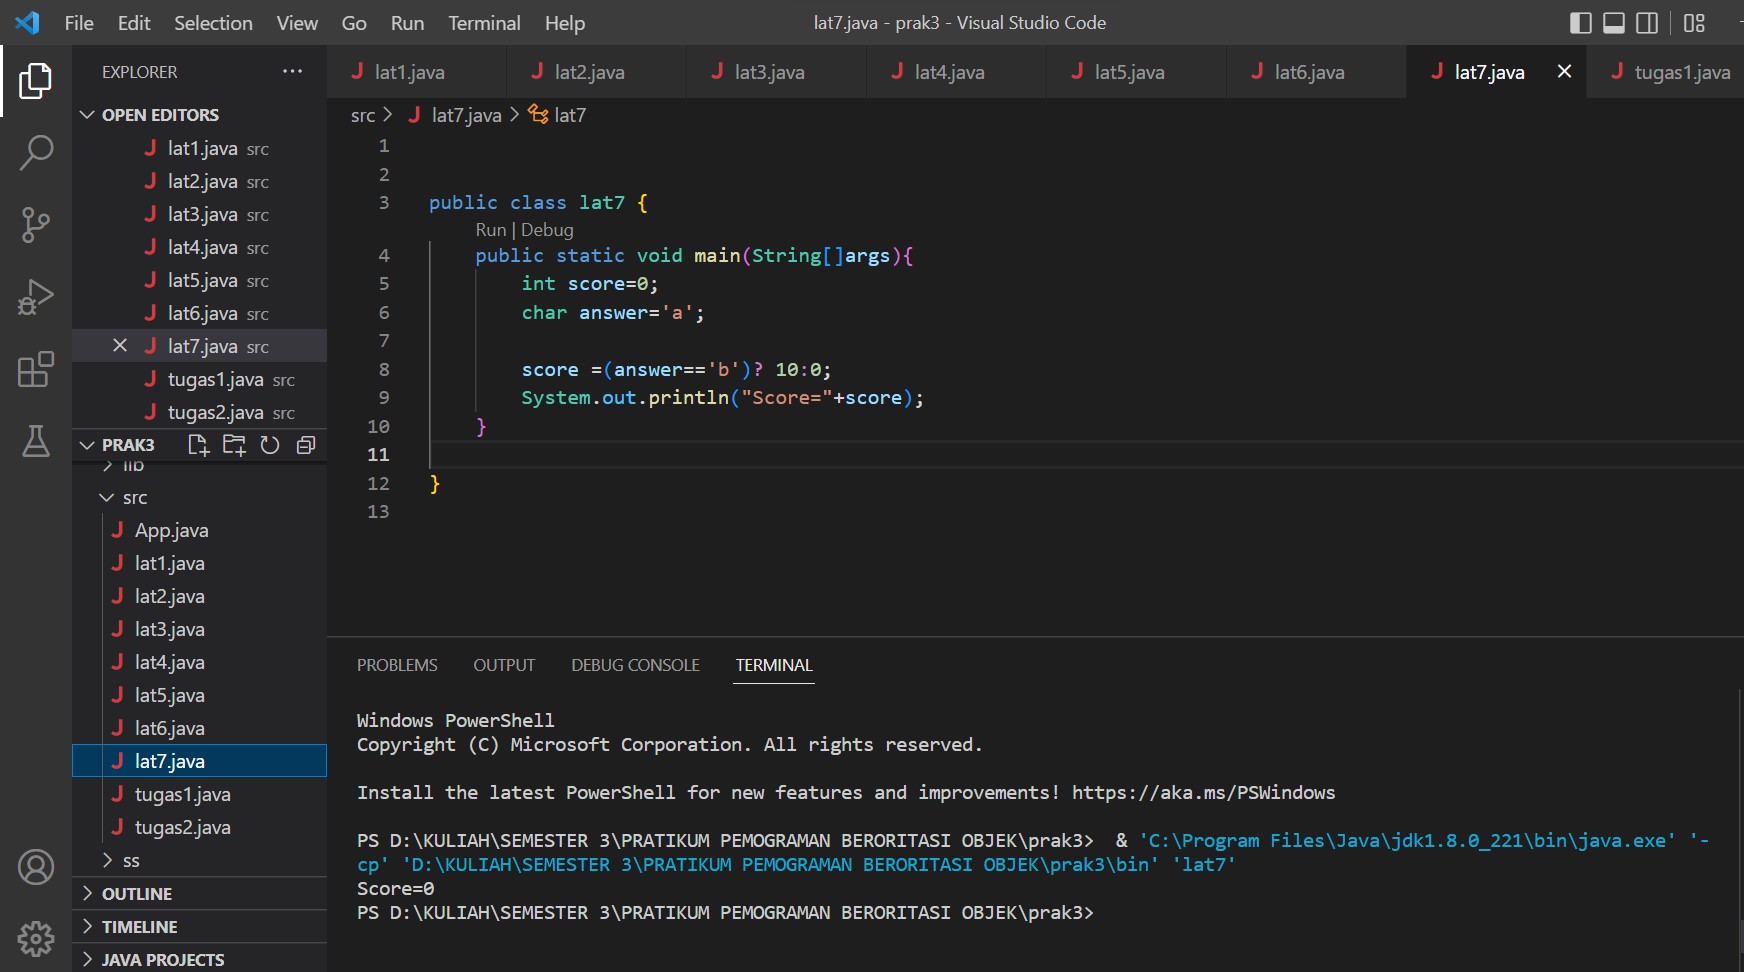 File Edit Selection View Go Run Terminal Help
lat7.java - prak3 - Visual Studio Code
EXPLORER
OPEN EDITORS
lat1.java src
lat2.java src
lat3.java src
lat4.java src
lat5.java src
lat6.java src
lat7.java src
tugas1.java src
tugas2.java src
PRAK3
lib
src
App.java
lat1.java
lat2.java
lat3.java
lat4.java
lat5.java
lat6.java
lat7.java
tugas1.java
tugas2.java
ss
OUTLINE
TIMELINE
JAVA PROJECTS
lat1.java lat2.java lat3.java lat4.java lat5.java lat6.java lat7.java tugas1.java
src > lat7.java > lat7
1
2
3 public class lat7 {
Run | Debug
4 public static void main(String[]args){
5 int score=0;
6 char answer='a';
7
8 score =(answer=='b')? 10:0;
9 System.out.println("Score="+score);
10 }
11
12 }
13
PROBLEMS OUTPUT DEBUG CONSOLE TERMINAL
Windows PowerShell
Copyright (C) Microsoft Corporation. All rights reserved.
Install the latest PowerShell for new features and improvements! https://aka.ms/PSWindows
PS D:\KULIAH\SEMESTER 3\PRATIKUM PEMOGRAMAN BERORITASI OBJEK\prak3> & 'C:\Program Files\Java\jdk1.8.0_221\bin\java.exe' '-
cp' 'D:\KULIAH\SEMESTER 3\PRATIKUM PEMOGRAMAN BERORITASI OBJEK\prak3\bin' 'lat7'
Score=0
PS D:\KULIAH\SEMESTER 3\PRATIKUM PEMOGRAMAN BERORITASI OBJEK\prak3>